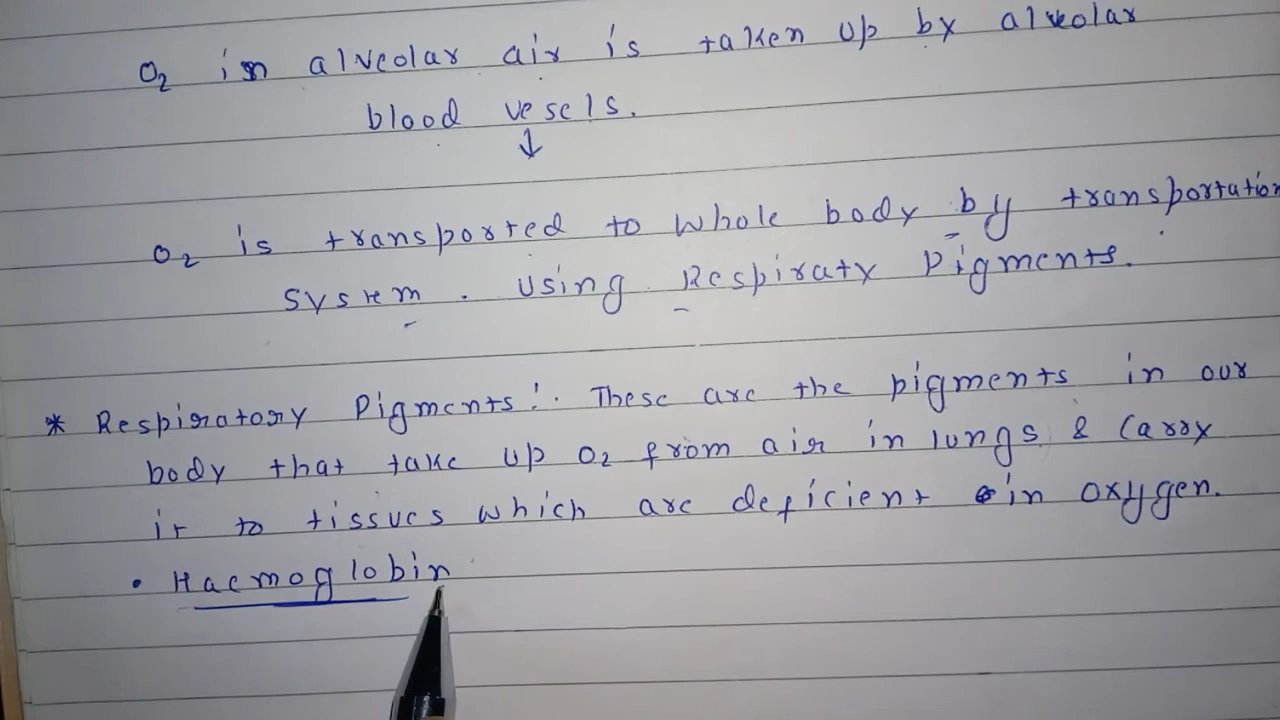 O₂ in alveolar air is taken up by alveolar
blood vesels.
↓
O₂ is transported to whole body by transportation
system. Using Respiraty Pigments.
* Respiratory Pigments:. These are the pigments in our
body that take up O₂ from air in lungs & Carry
it to tissues which are deficient in oxygen.
• Haemoglobin